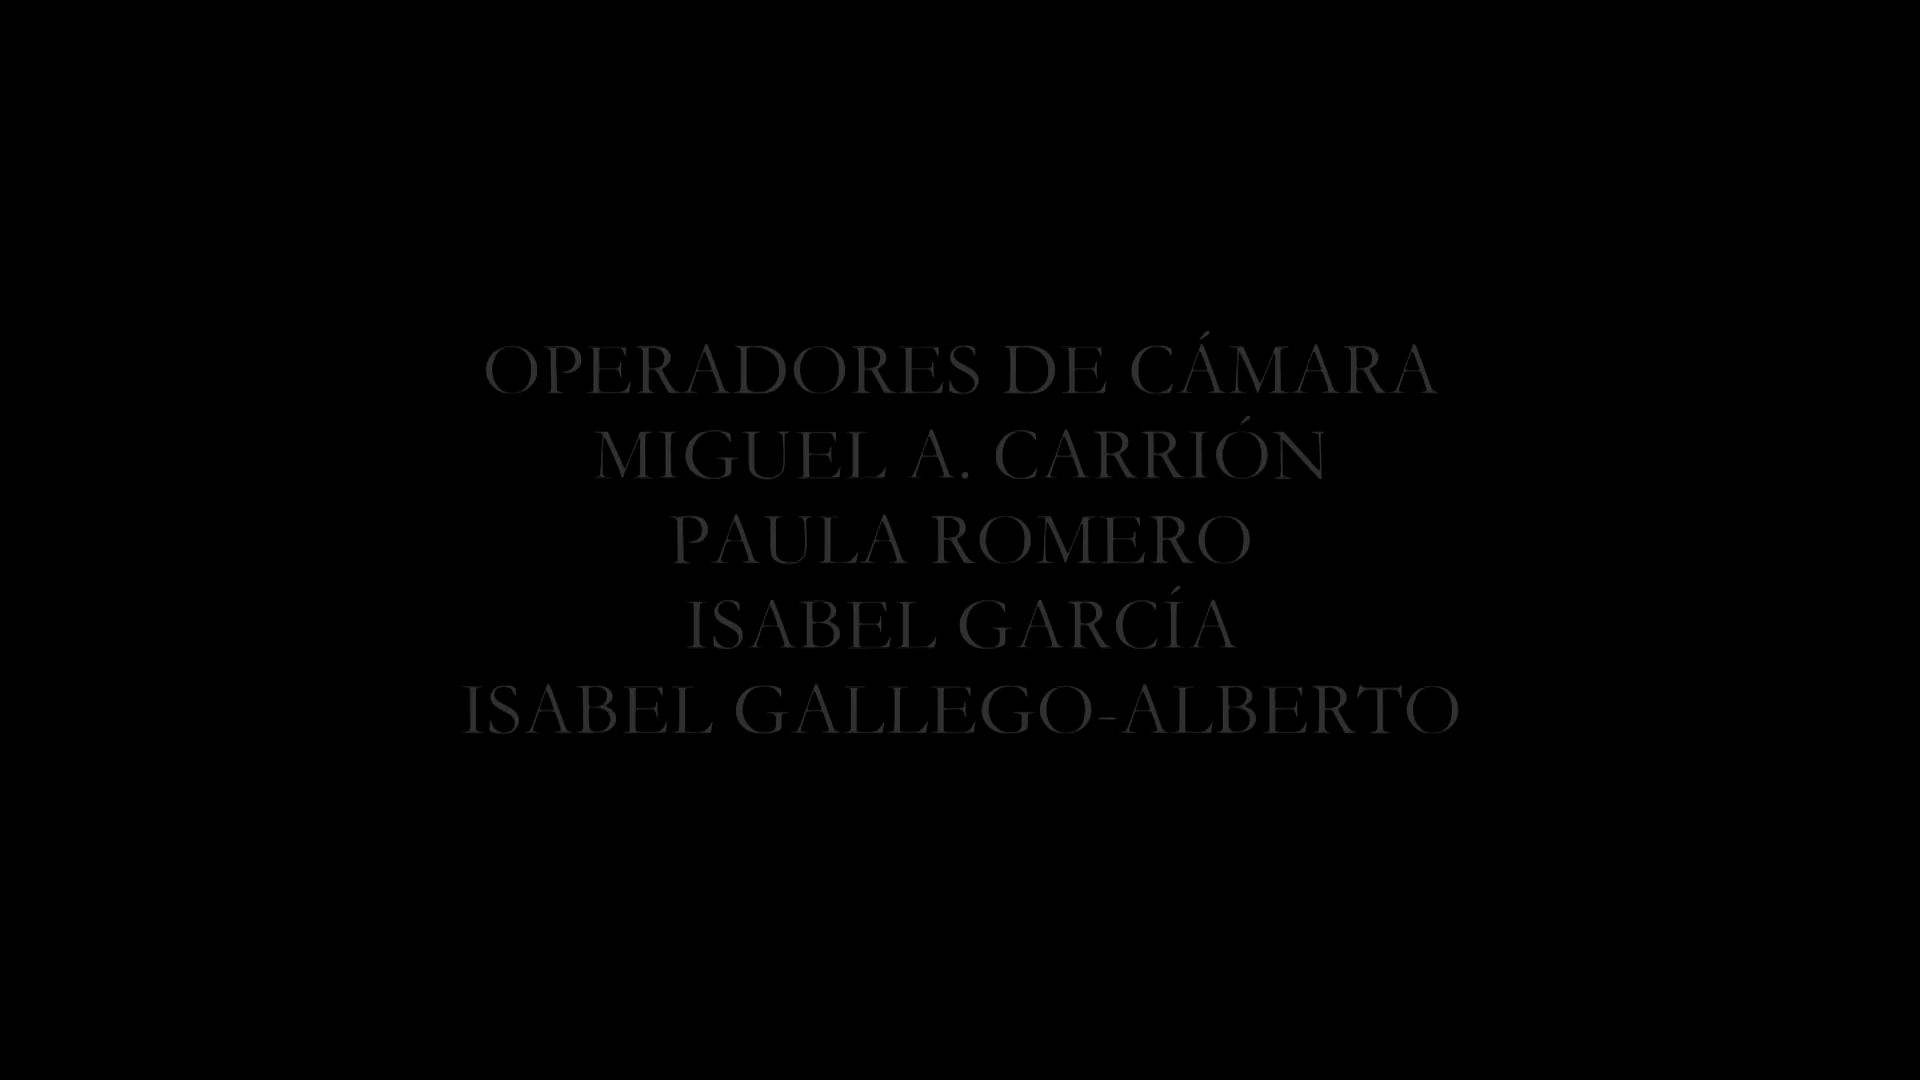 OPERADORES DE CÁMARA
MIGUEL A. CARRIÓN
PAULA ROMERO
ISABEL GARCÍA
ISABEL GALLEGO-ALBERTO